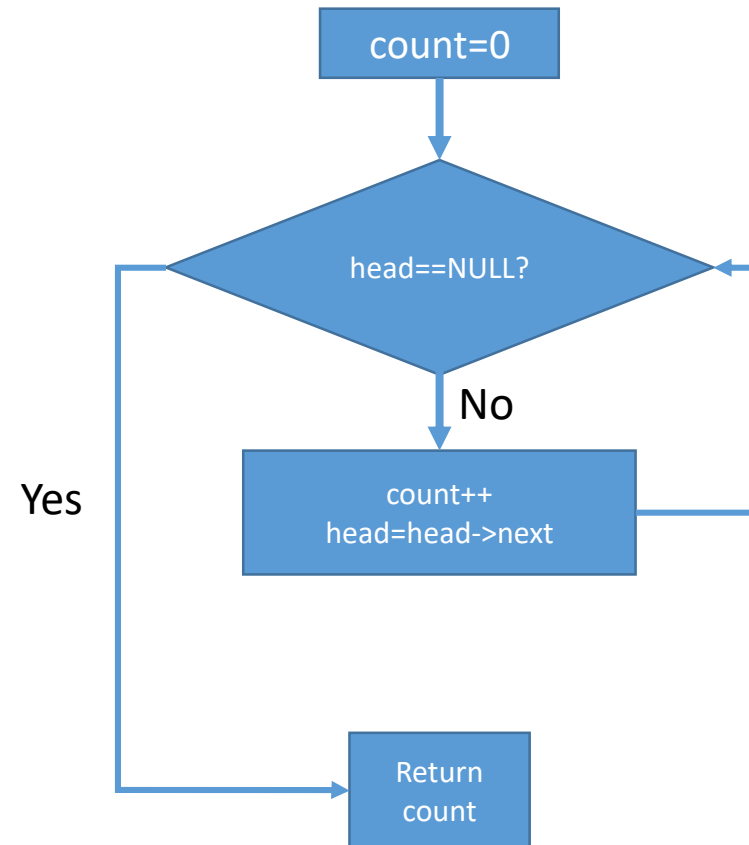 count=0
head==NULL?
No
Yes
count++
head=head->next
Return
count